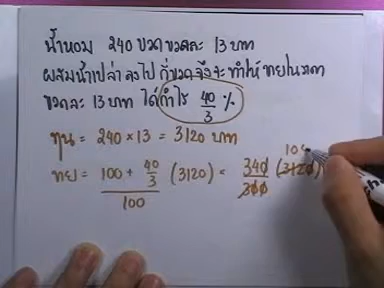 น้ำหอม 240 ขวด ขวดละ 13 บาท
ผสมน้ำเปล่าลงไป กี่ขวดจึงจะทำให้ ขายในราคา
ขวดละ 13 บาท ได้กำไร 40/3 %
ทุน = 240 × 13 = 3120 บาท
10
ขาย = (100 + 40/3)/100 (3120) = 340/300 (3120)